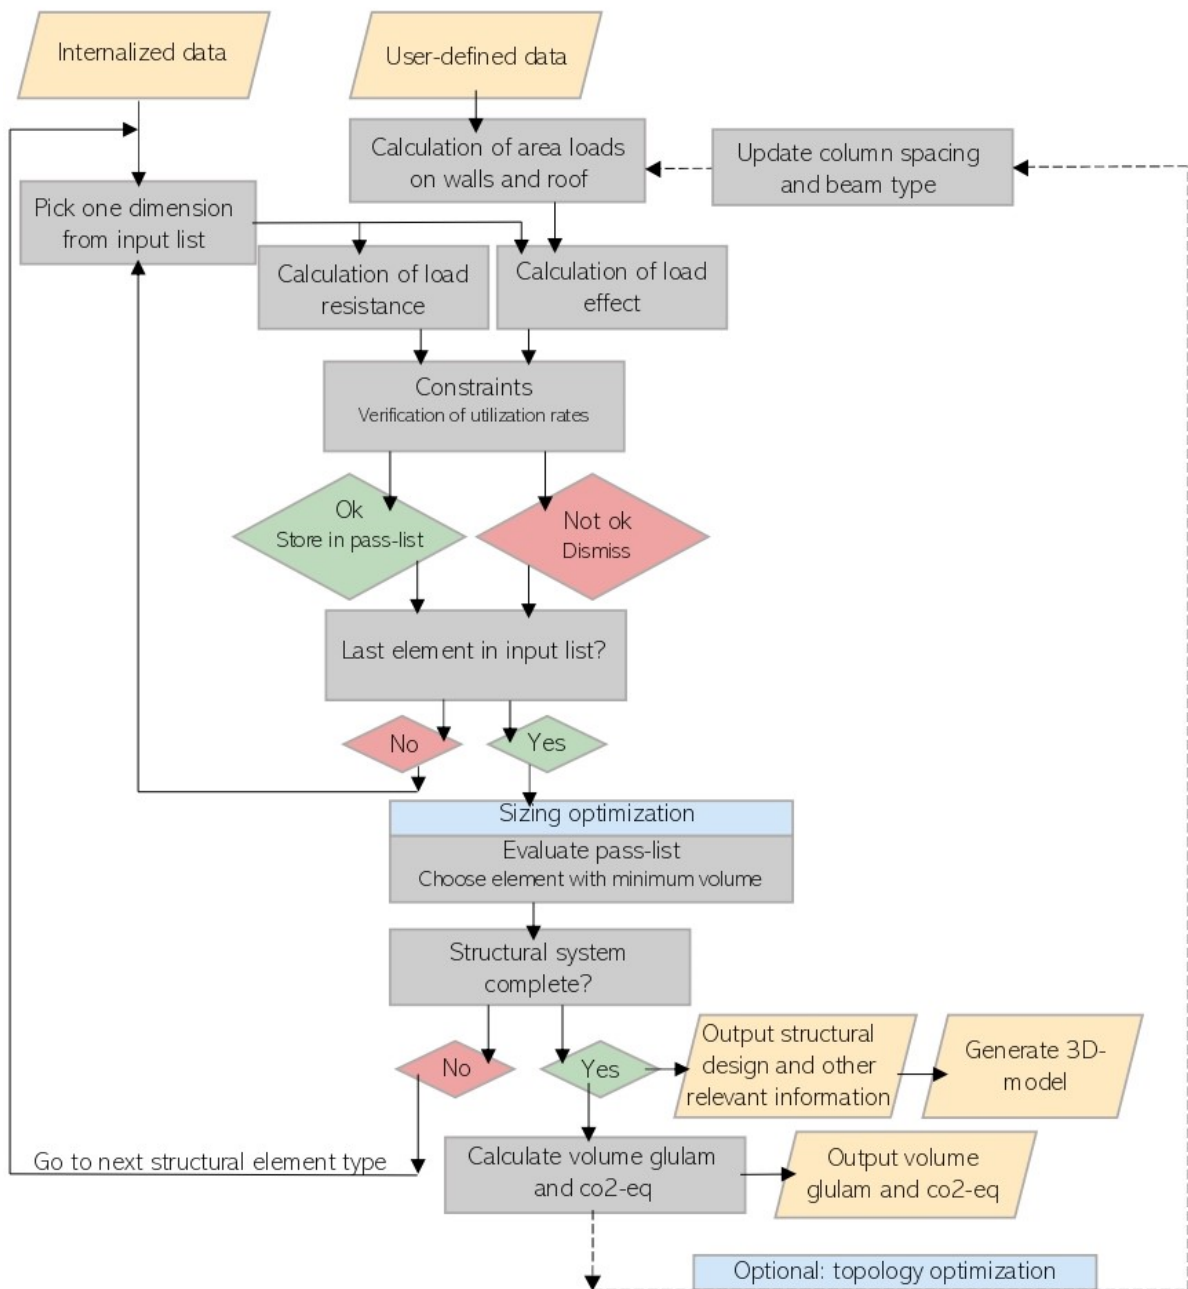 Internalized data
User-defined data
Calculation of area loads
on walls and roof
Update column spacing
and beam type
Pick one dimension
from input list
Calculation of load
resistance
Calculation of load
effect
Constraints
Verification of utilization rates
Ok
Store in pass-list
Not ok
Dismiss
Last element in input list?
No
Yes
Sizing optimization
Evaluate pass-list
Choose element with minimum volume
Structural system
complete?
No
Yes
Output structural
design and other
relevant information
Generate 3D-
model
Go to next structural element type
Calculate volume glulam
and co2-eq
Output volume
glulam and co2-eq
Optional: topology optimization